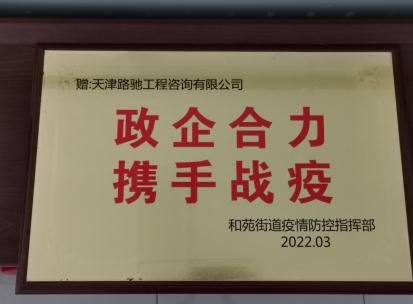 赠:天津路驰工程咨询有限公司
政企合力
携手战疫
和苑街道疫情防控指挥部
2022.03